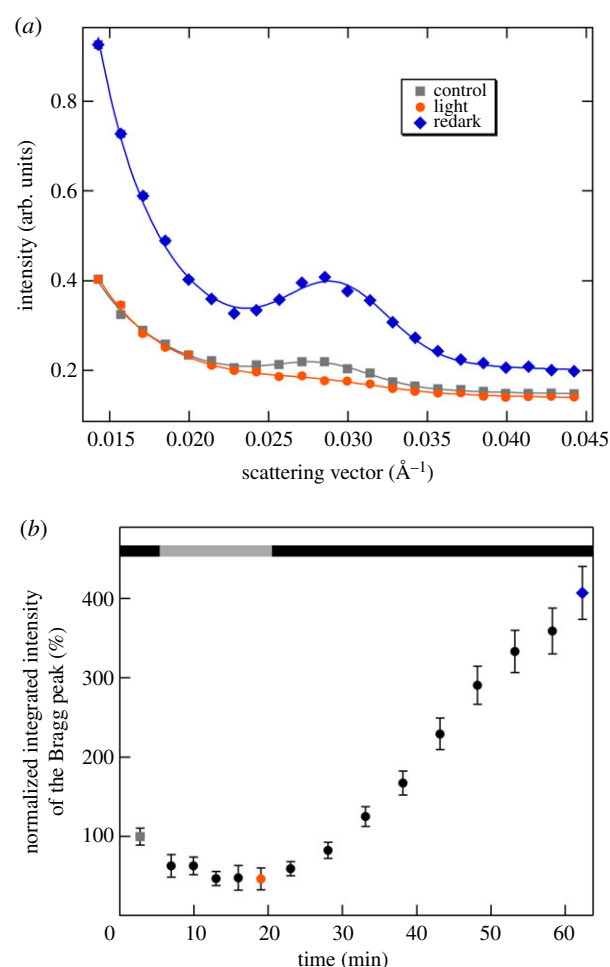 (a)
intensity (arb. units)
0.8
0.6
0.4
0.2
control
light
redark
0.015 0.020 0.025 0.030 0.035 0.040 0.045
scattering vector (Å–1)
(b)
normalized integrated intensity
of the Bragg peak (%)
400
300
200
100
0 10 20 30 40 50 60
time (min)